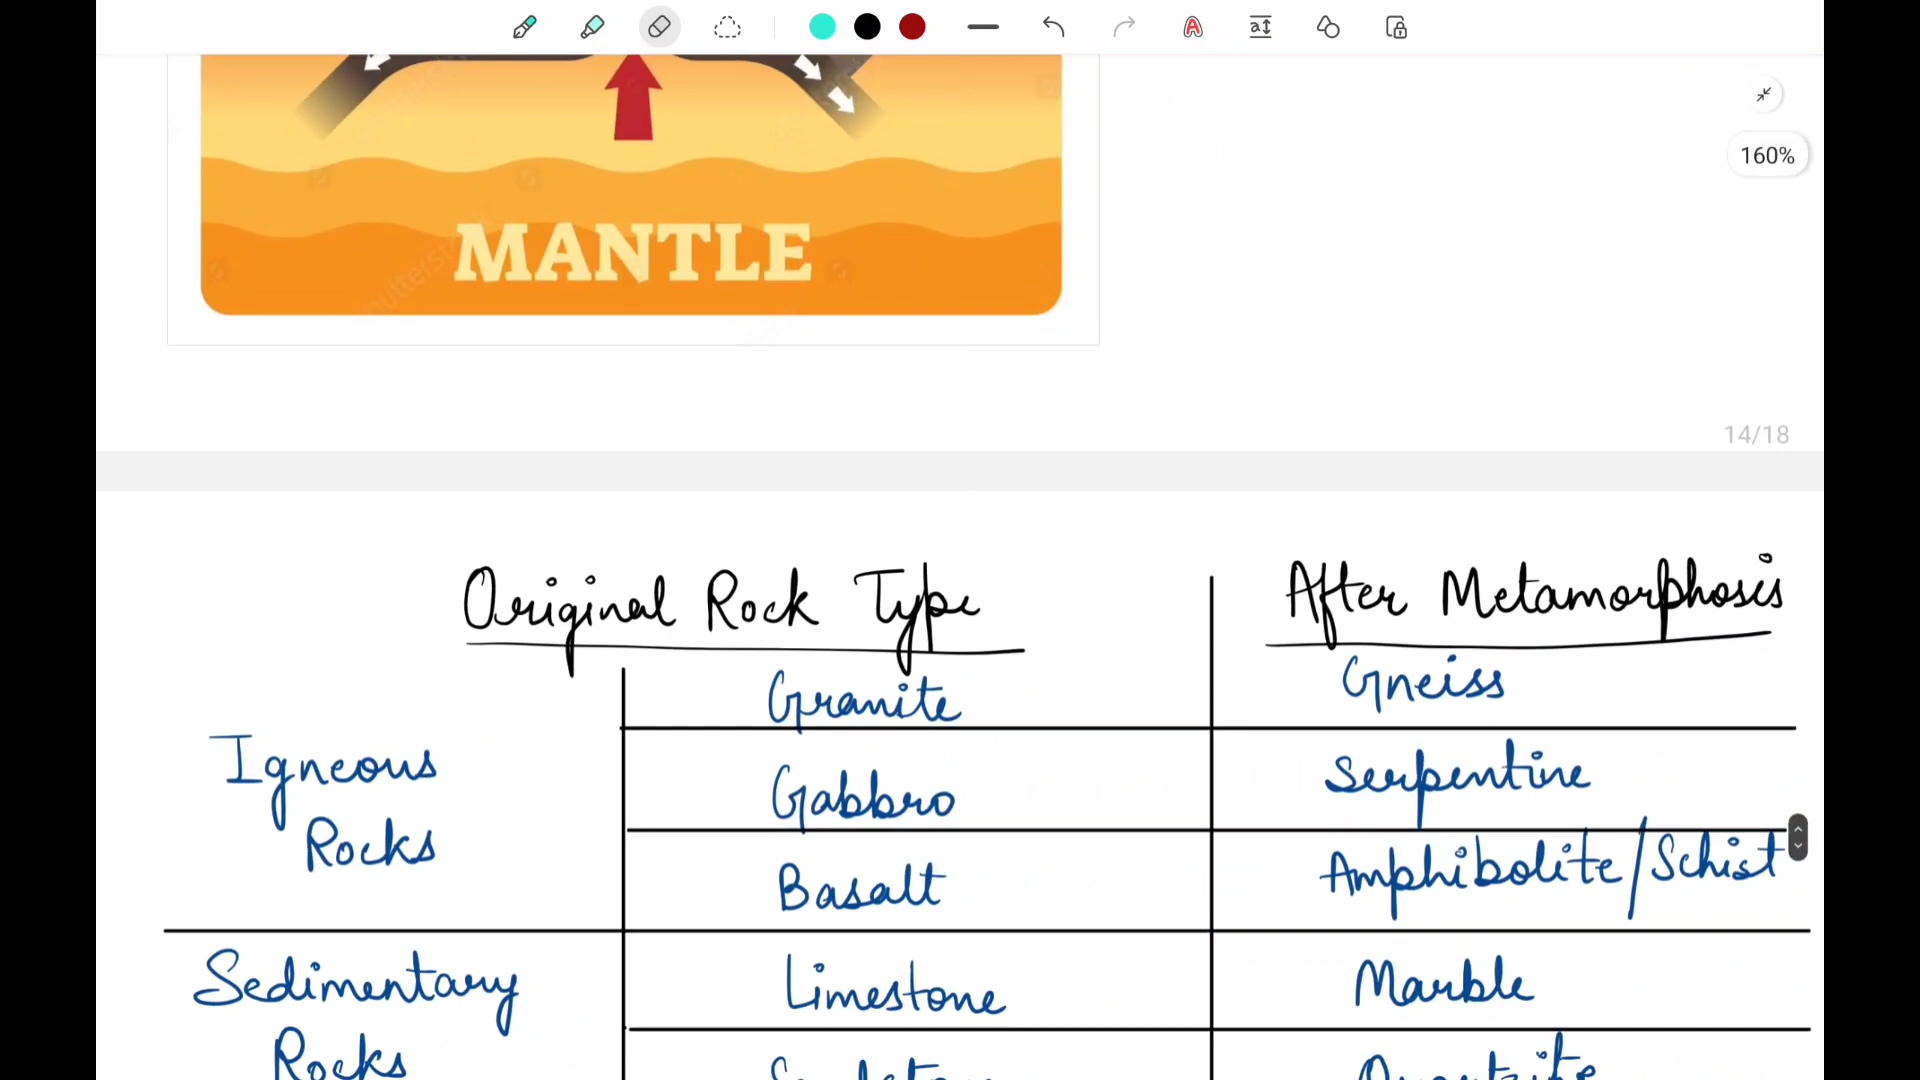 160%
MANTLE
14/18
Original Rock Type After Metamorphosis
Granite Gneiss
Igneous Rocks
Gabbro Serpentine
Basalt Amphibolite/Schist
Sedimentary Rocks
Limestone Marble